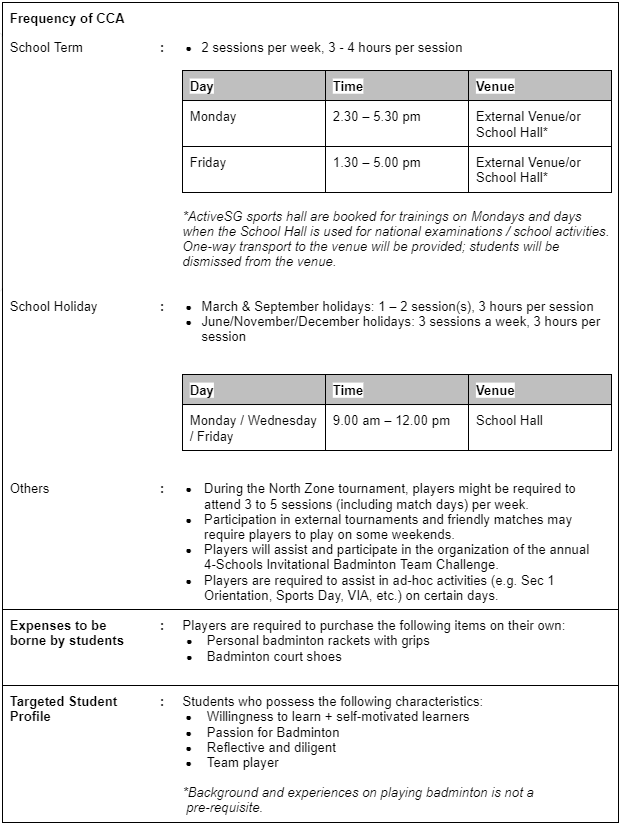 Frequency of CCA
School Term : • 2 sessions per week, 3 - 4 hours per session
Day Time Venue
Monday 2.30 – 5.30 pm External Venue/or
School Hall*
Friday 1.30 – 5.00 pm External Venue/or
School Hall*
*ActiveSG sports hall are booked for trainings on Mondays and days
when the School Hall is used for national examinations / school activities.
One-way transport to the venue will be provided; students will be
dismissed from the venue.
School Holiday : • March & September holidays: 1 – 2 session(s), 3 hours per session
• June/November/December holidays: 3 sessions a week, 3 hours per
session
Day Time Venue
Monday / Wednesday 9.00 am – 12.00 pm School Hall
/ Friday
Others : • During the North Zone tournament, players might be required to
attend 3 to 5 sessions (including match days) per week.
• Participation in external tournaments and friendly matches may
require players to play on some weekends.
• Players will assist and participate in the organization of the annual
4-Schools Invitational Badminton Team Challenge.
• Players are required to assist in ad-hoc activities (e.g. Sec 1
Orientation, Sports Day, VIA, etc.) on certain days.
Expenses to be : Players are required to purchase the following items on their own:
borne by students • Personal badminton rackets with grips
• Badminton court shoes
Targeted Student : Students who possess the following characteristics:
Profile • Willingness to learn + self-motivated learners
• Passion for Badminton
• Reflective and diligent
• Team player
*Background and experiences on playing badminton is not a
pre-requisite.